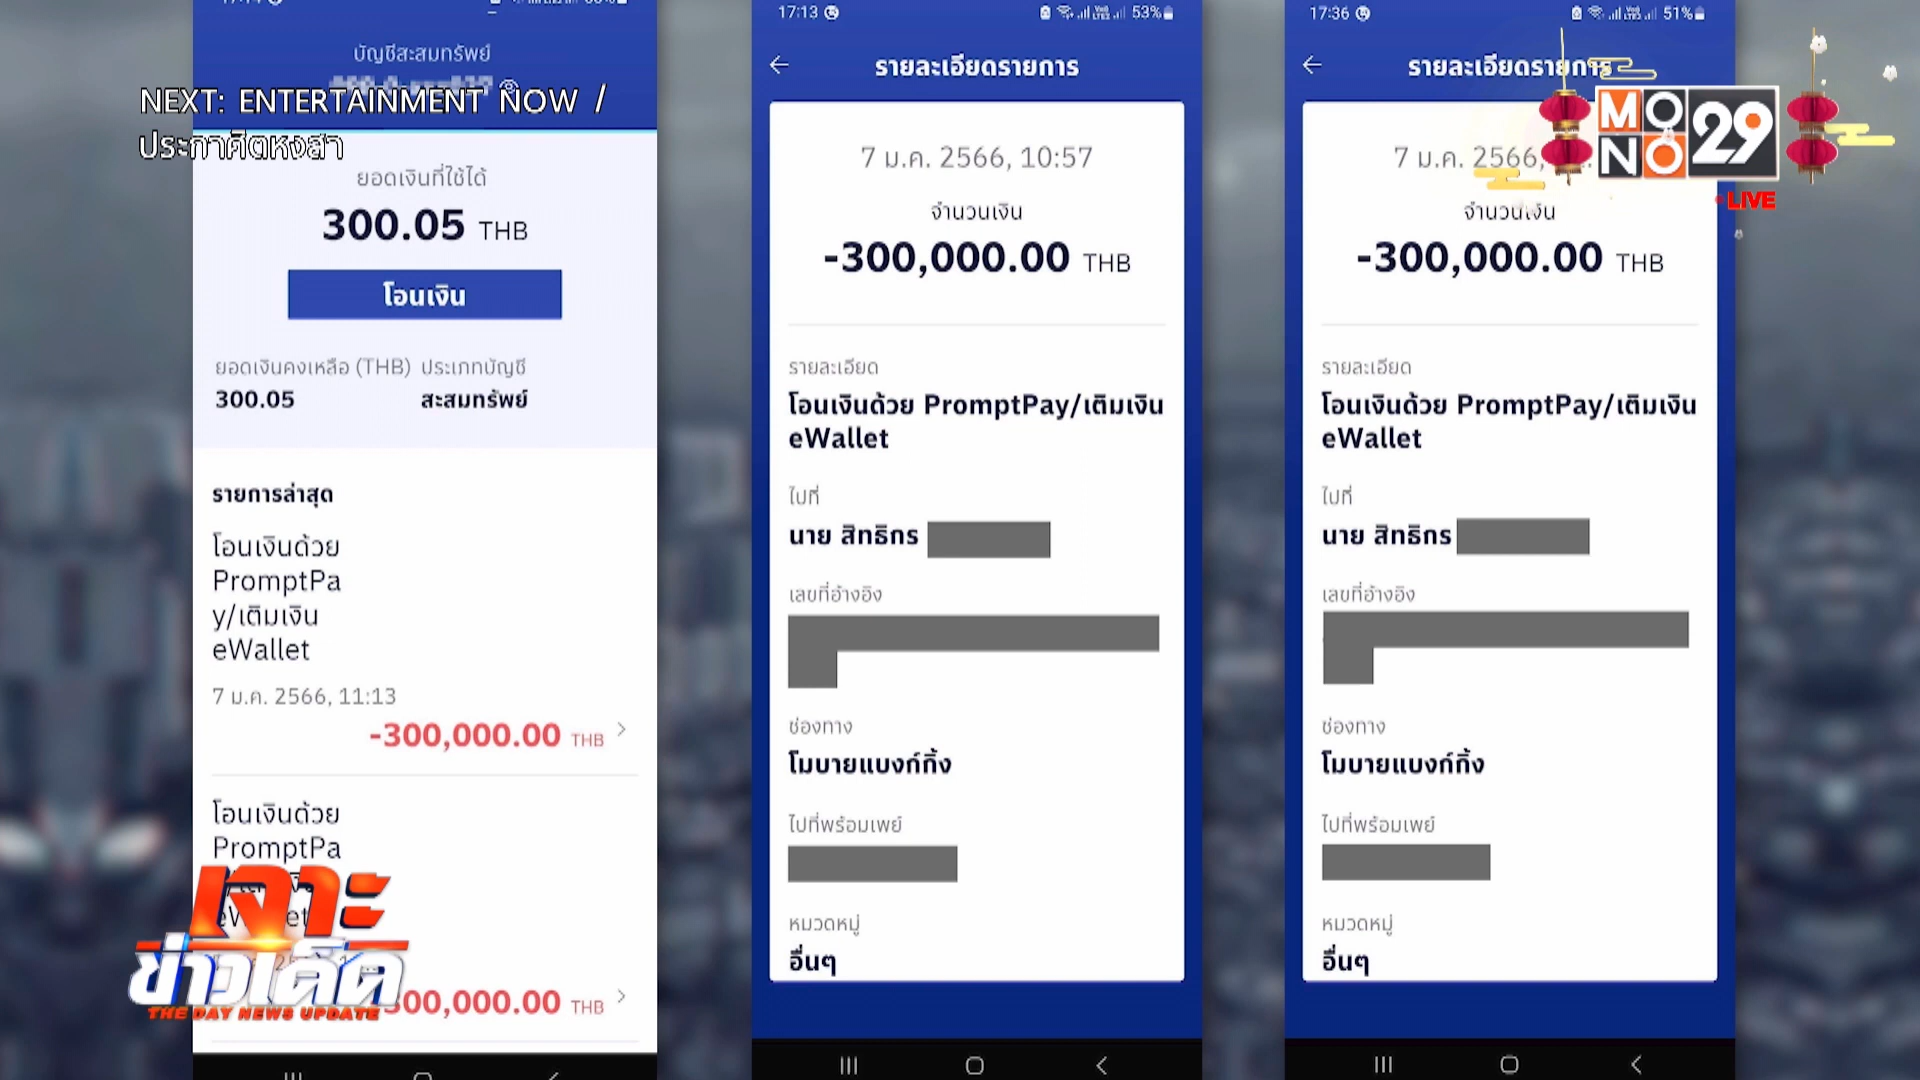 NEXT: ENTERTAINMENT NOW /
ประกาศิตหงสา
บัญชีสะสมทรัพย์
ยอดเงินที่ใช้ได้
300.05 THB
โอนเงิน
ยอดเงินคงเหลือ (THB) ประเภทบัญชี
300.05 สะสมทรัพย์
รายการล่าสุด
โอนเงินด้วย
PromptPa
y/เติมเงิน
eWallet
7 ม.ค. 2566, 11:13
-300,000.00 THB
โอนเงินด้วย
PromptPa
00,000.00 THB
เจาะ
ข่าวเด็ด
THE DAY NEWS UPDATE
17:13 53%
รายละเอียดรายการ
7 ม.ค. 2566, 10:57
จำนวนเงิน
-300,000.00 THB
รายละเอียด
โอนเงินด้วย PromptPay/เติมเงิน
eWallet
ไปที่
นาย สิทธิกร
เลขที่อ้างอิง
ช่องทาง
โมบายแบงก์กิ้ง
ไปที่พร้อมเพย์
หมวดหมู่
อื่นๆ
17:36 51%
รายละเอียดรายการ
7 ม.ค. 2566,
จำนวนเงิน
-300,000.00 THB
รายละเอียด
โอนเงินด้วย PromptPay/เติมเงิน
eWallet
ไปที่
นาย สิทธิกร
เลขที่อ้างอิง
ช่องทาง
โมบายแบงก์กิ้ง
ไปที่พร้อมเพย์
หมวดหมู่
อื่นๆ
MONO 29
LIVE